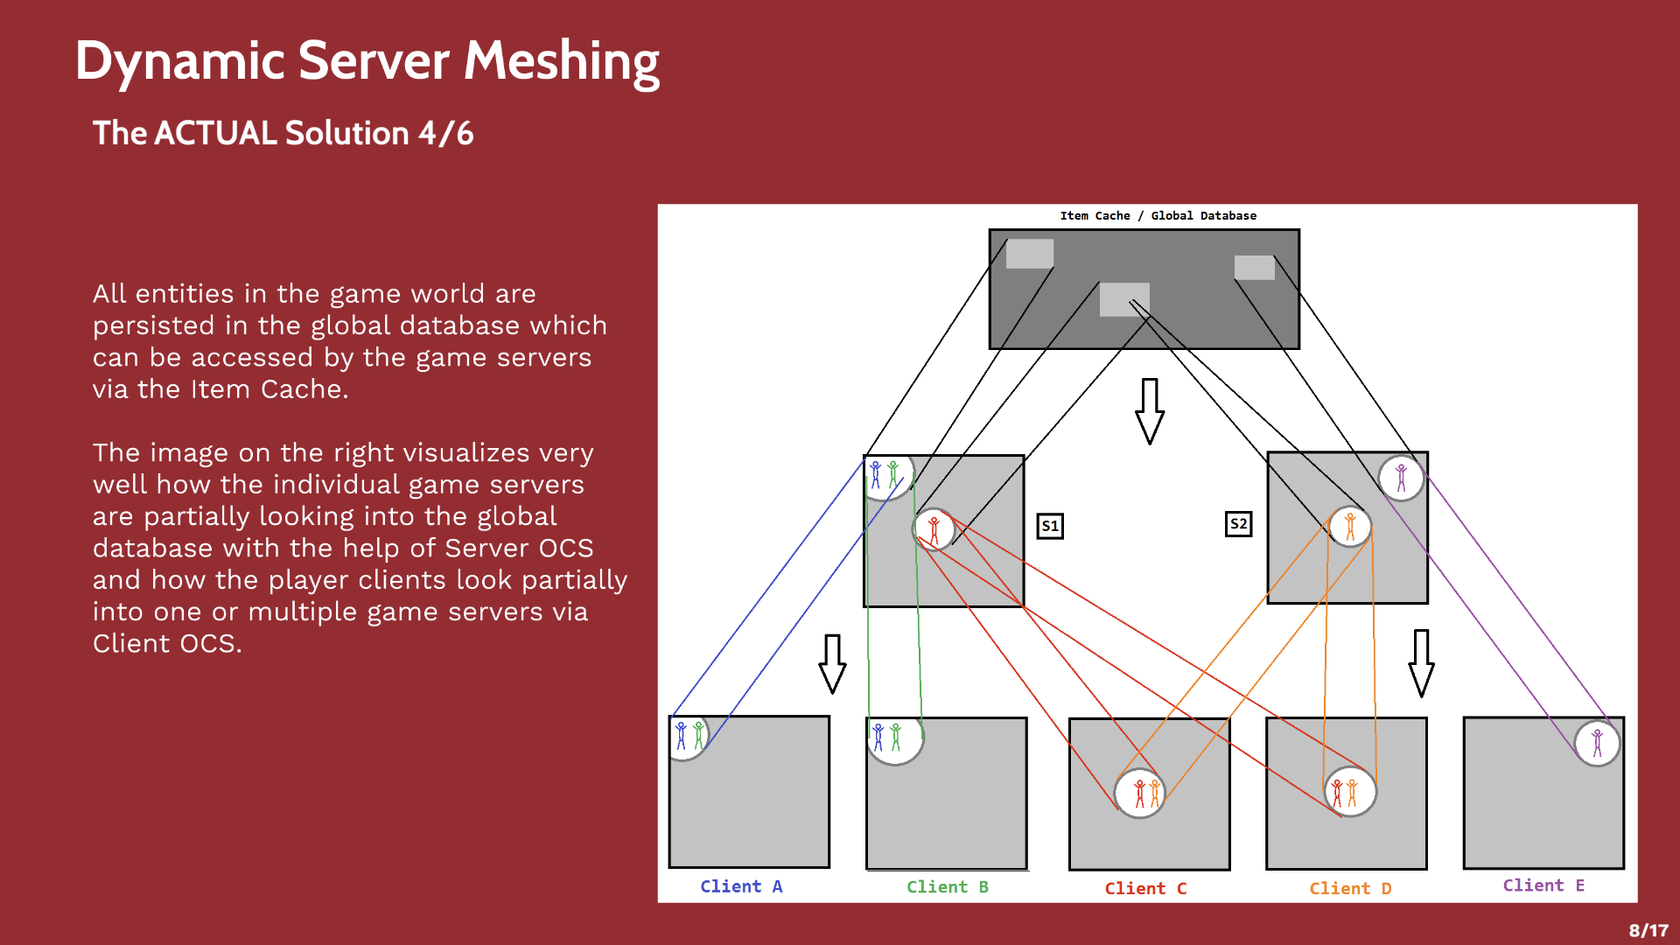 Dynamic Server Meshing
The ACTUAL Solution 4/6
All entities in the game world are
persisted in the global database which
can be accessed by the game servers
via the Item Cache.
The image on the right visualizes very
well how the individual game servers
are partially looking into the global
database with the help of Server OCS
and how the player clients look partially
into one or multiple game servers via
Client OCS.
Item Cache / Global Database
S1
S2
Client A
Client B
Client C
Client D
Client E
8/17